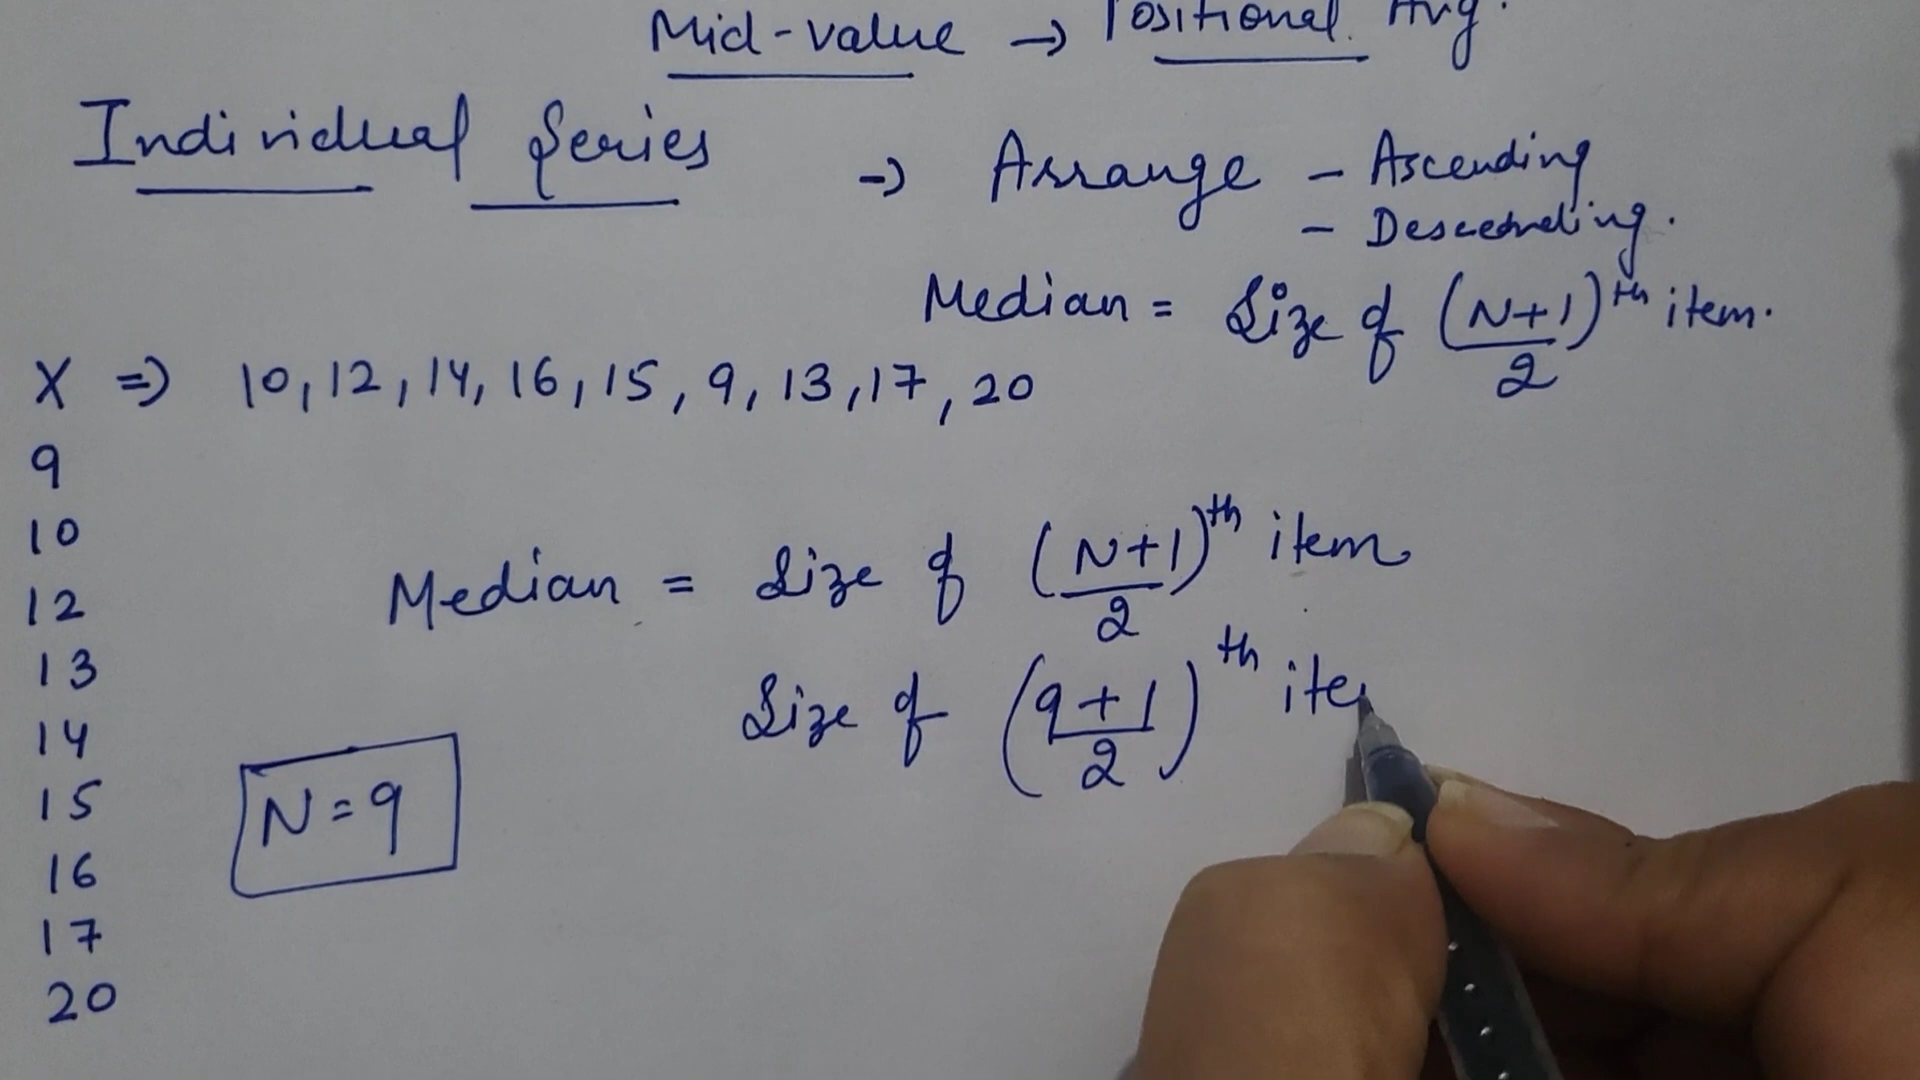 Mid-value → Positional Avg.
Individual Series → Arrange - Ascending
- Descending.
Median = Size of (N+1/2)th item.
X ⇒ 10, 12, 14, 16, 15, 9, 13, 17, 20
9
10
12
13
14
15
16
17
20
Median = Size of (N+1/2)th item
Size of (9+1/2)th ite
N=9